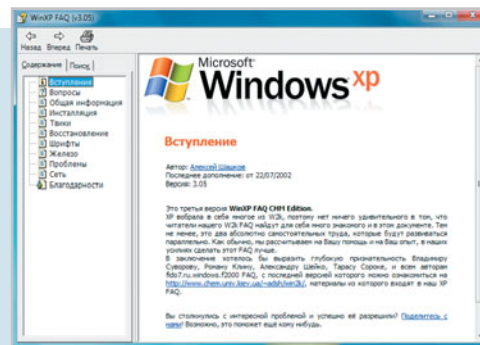 WinXP FAQ (v3.05)
Назад Вперед Печать
Содержание Поиск
Вступление
Вопросы
Общая информация
Инсталляция
Твики
Восстановление
Шрифты
Железо
Проблемы
Сеть
Благодарности
Microsoft
Windows xp
Вступление
Автор: Алексей Шашков
Последнее дополнение: от 22/07/2002
Версия: 3.05
Это третья версия WinXP FAQ CHM Edition.
XP вобрала в себя многое из W2k, поэтому нет ничего удивительного в том, что
читатели нашего W2k FAQ найдут для себя много знакомого и в этом документе. Тем
не менее, это два абсолютно самостоятельных труда, которые будут развиваться
параллельно. Как обычно, мы рассчитываем на Вашу помощь и на Ваш опыт, в наших
усилиях сделать этот FAQ лучше.
В заключение хотелось бы выразить глубокую признательность Владимиру
Суворову, Роману Климу, Александру Шейко, Тарасу Сороке, и всем авторам
fido7.ru.windows.f2000 FAQ, с последней версией которого можно ознакомиться на
http://www.chem.univ.kiev.ua/~adsh/win2k/, материалы из которого входят в наш XP
FAQ.
Вы столкнулись с интересной проблемой и успешно её разрешили? Поделитесь с
нами! Возможно, это поможет ещё кому нибудь.